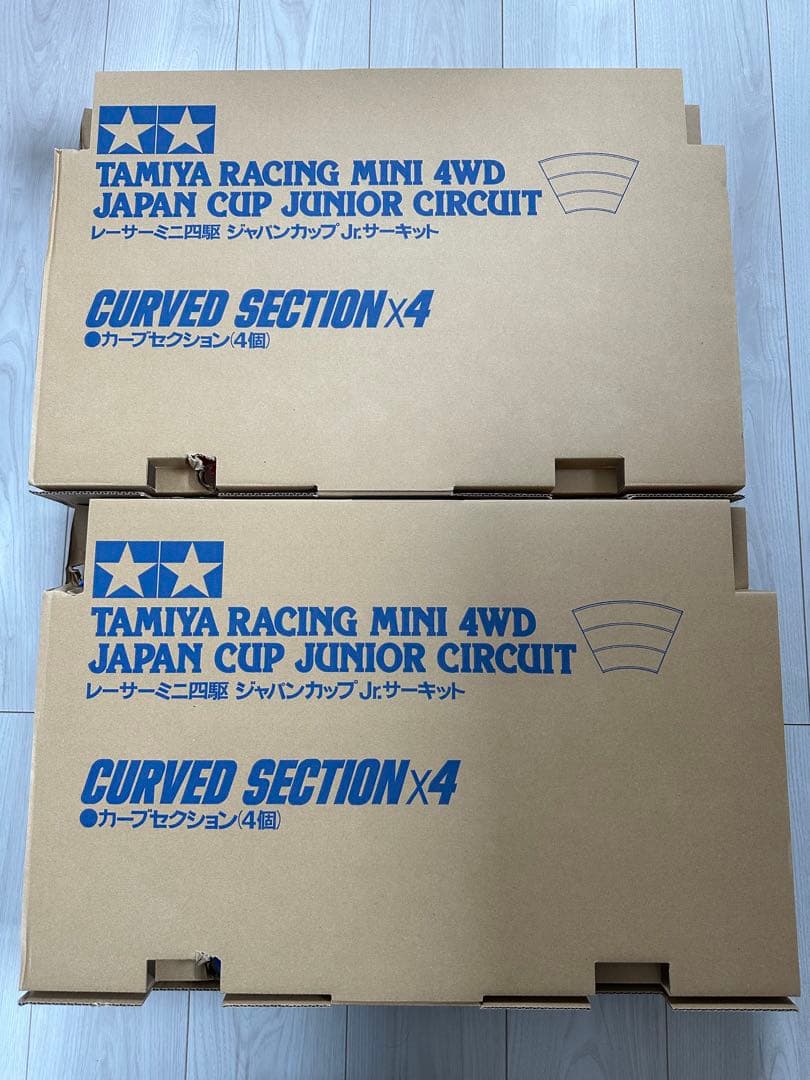 TAMIYA RACING MINI 4WD
JAPAN CUP JUNIOR CIRCUIT
レーサーミニ四駆 ジャパンカップ Jr.サーキット
CURVED SECTION×4
●カーブセクション(4個)
TAMIYA RACING MINI 4WD
JAPAN CUP JUNIOR CIRCUIT
レーサーミニ四駆 ジャパンカップ Jr.サーキット
CURVED SECTION×4
●カーブセクション(4個)